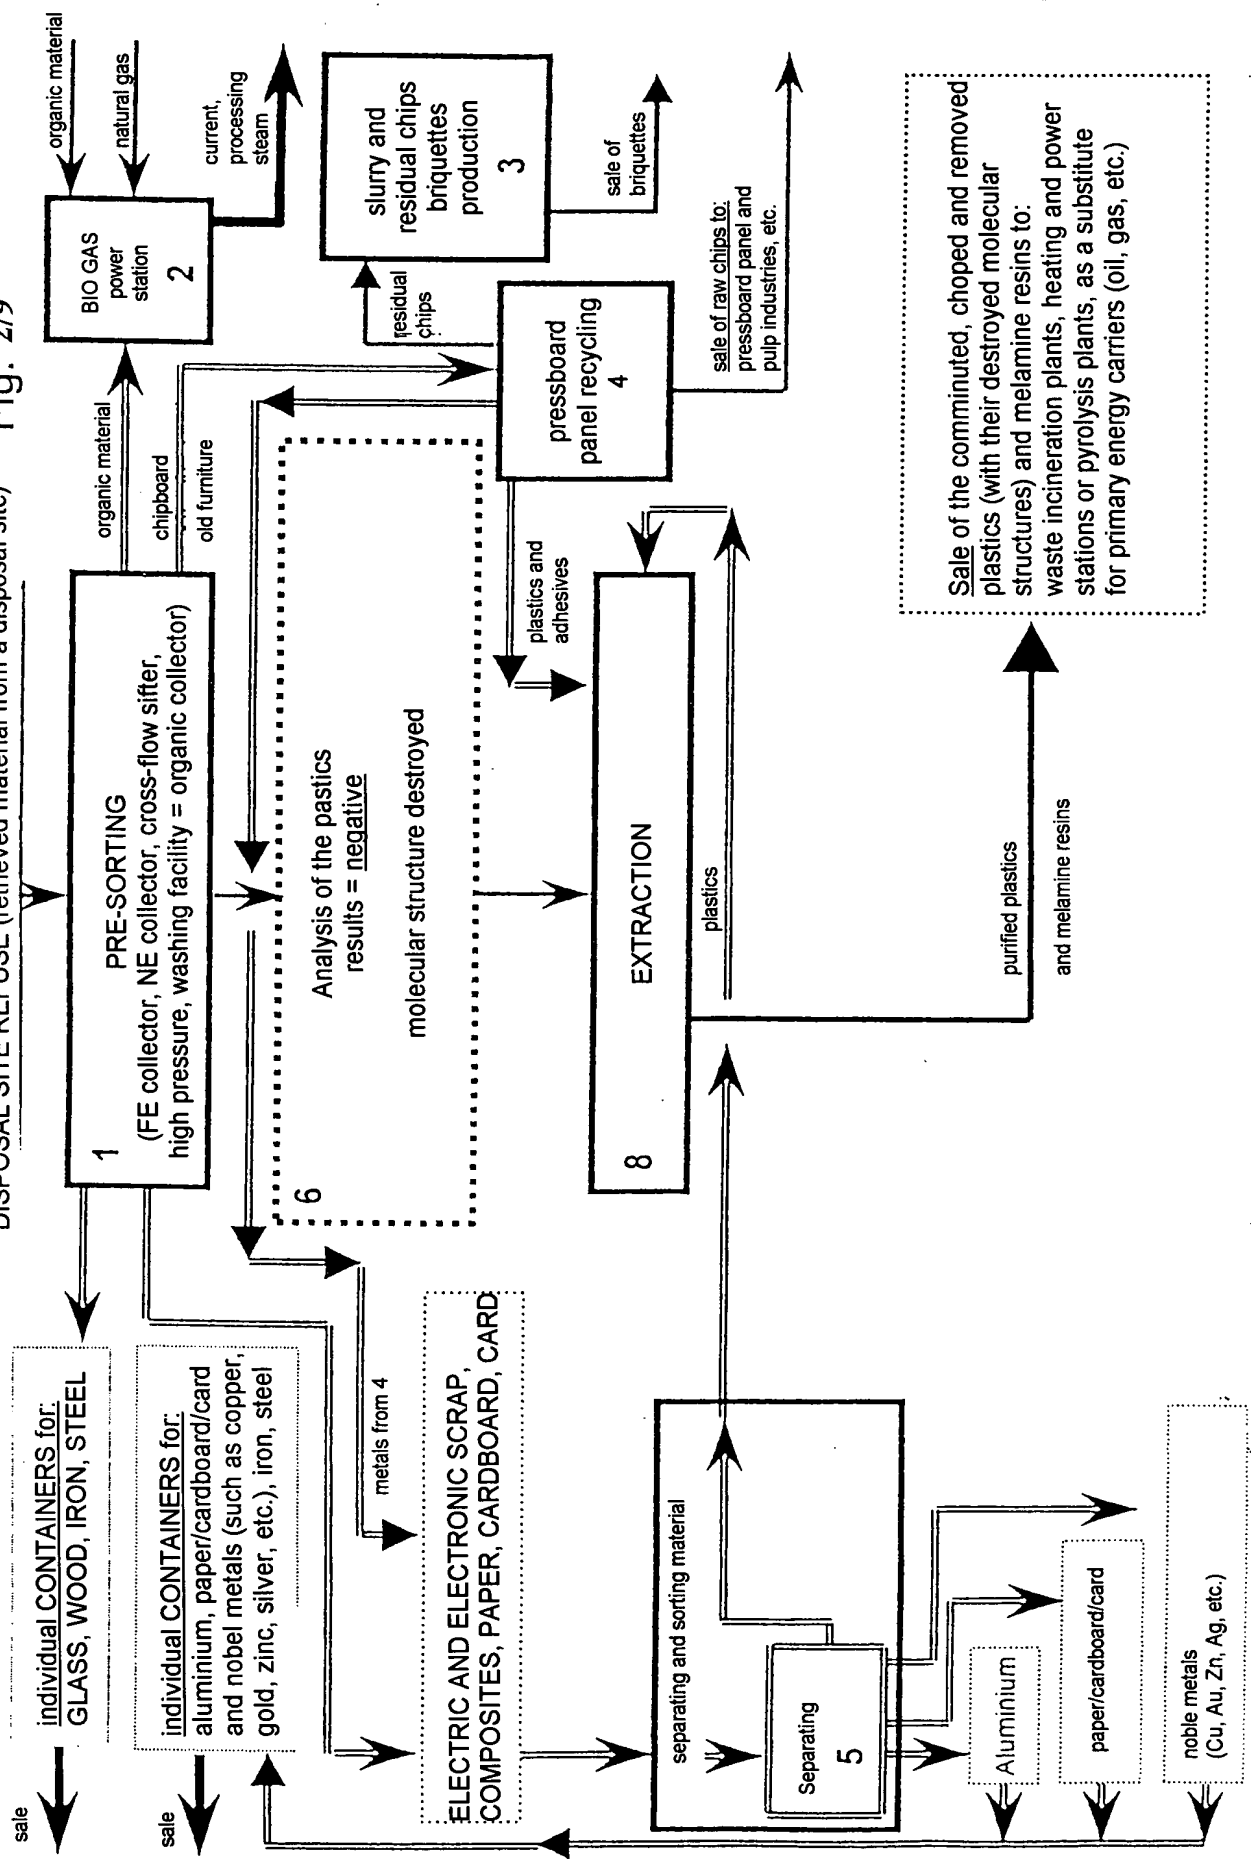 DISPOSAL SITE REFUSE (retrieved material from a disposal site)
Fig. 2/9
sale
individual CONTAINERS for:
GLASS, WOOD, IRON, STEEL
sale
individual CONTAINERS for:
aluminium, paper/cardboard/card
and nobel metals (such as copper,
gold, zinc, silver, etc.), iron, steel
1
PRE-SORTING
(FE collector, NE collector, cross-flow sifter,
high pressure, washing facility = organic collector)
organic material
chipboard
old furniture
BIO GAS
power
station
2
organic material
natural gas
current,
processing
steam
6
Analysis of the pastics
results = negative
molecular structure destroyed
metals from 4
ELECTRIC AND ELECTRONIC SCRAP,
COMPOSITES, PAPER, CARDBOARD, CARD
slurry and
residual chips
briquettes
production
3
residual
chips
sale of
briquettes
pressboard
panel recycling
4
sale of raw chips to:
pressboard panel and
pulp industries, etc.
plastics and
adhesives
8
EXTRACTION
plastics
separating and sorting material
Separating
5
Aluminium
paper/cardboard/card
noble metals
(Cu, Au, Zn, Ag, etc.)
purified plastics
and melamine resins
Sale of the comminuted, choped and removed
plastics (with their destroyed molecular
structures) and melamine resins to:
waste incineration plants, heating and power
stations or pyrolysis plants, as a substitute
for primary energy carriers (oil, gas, etc.)